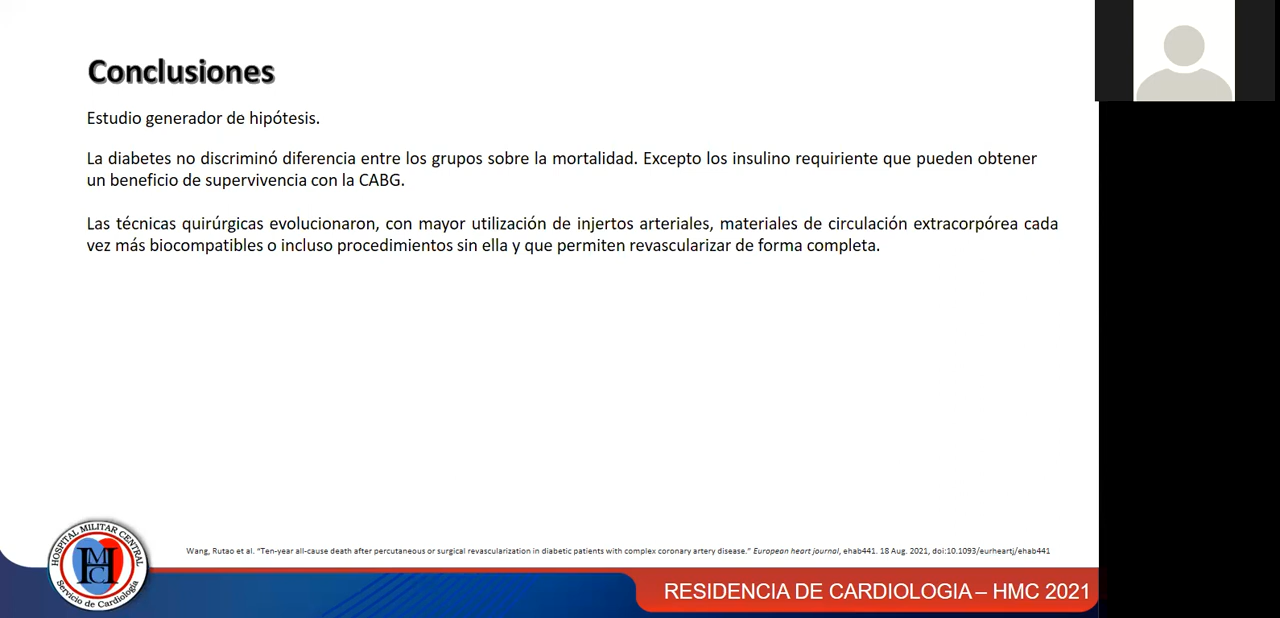 Conclusiones
Estudio generador de hipótesis.
La diabetes no discriminó diferencia entre los grupos sobre la mortalidad. Excepto los insulino requiriente que pueden obtener
un beneficio de supervivencia con la CABG.
Las técnicas quirúrgicas evolucionaron, con mayor utilización de injertos arteriales, materiales de circulación extracorpórea cada
vez más biocompatibles o incluso procedimientos sin ella y que permiten revascularizar de forma completa.
Wang, Rutao et al. “Ten-year all-cause death after percutaneous or surgical revascularization in diabetic patients with complex coronary artery disease.” European heart journal, ehab441. 18 Aug. 2021, doi:10.1093/eurheartj/ehab441
HOSPITAL MILITAR CENTRAL
HMC
Servicio de Cardiología
RESIDENCIA DE CARDIOLOGIA – HMC 2021